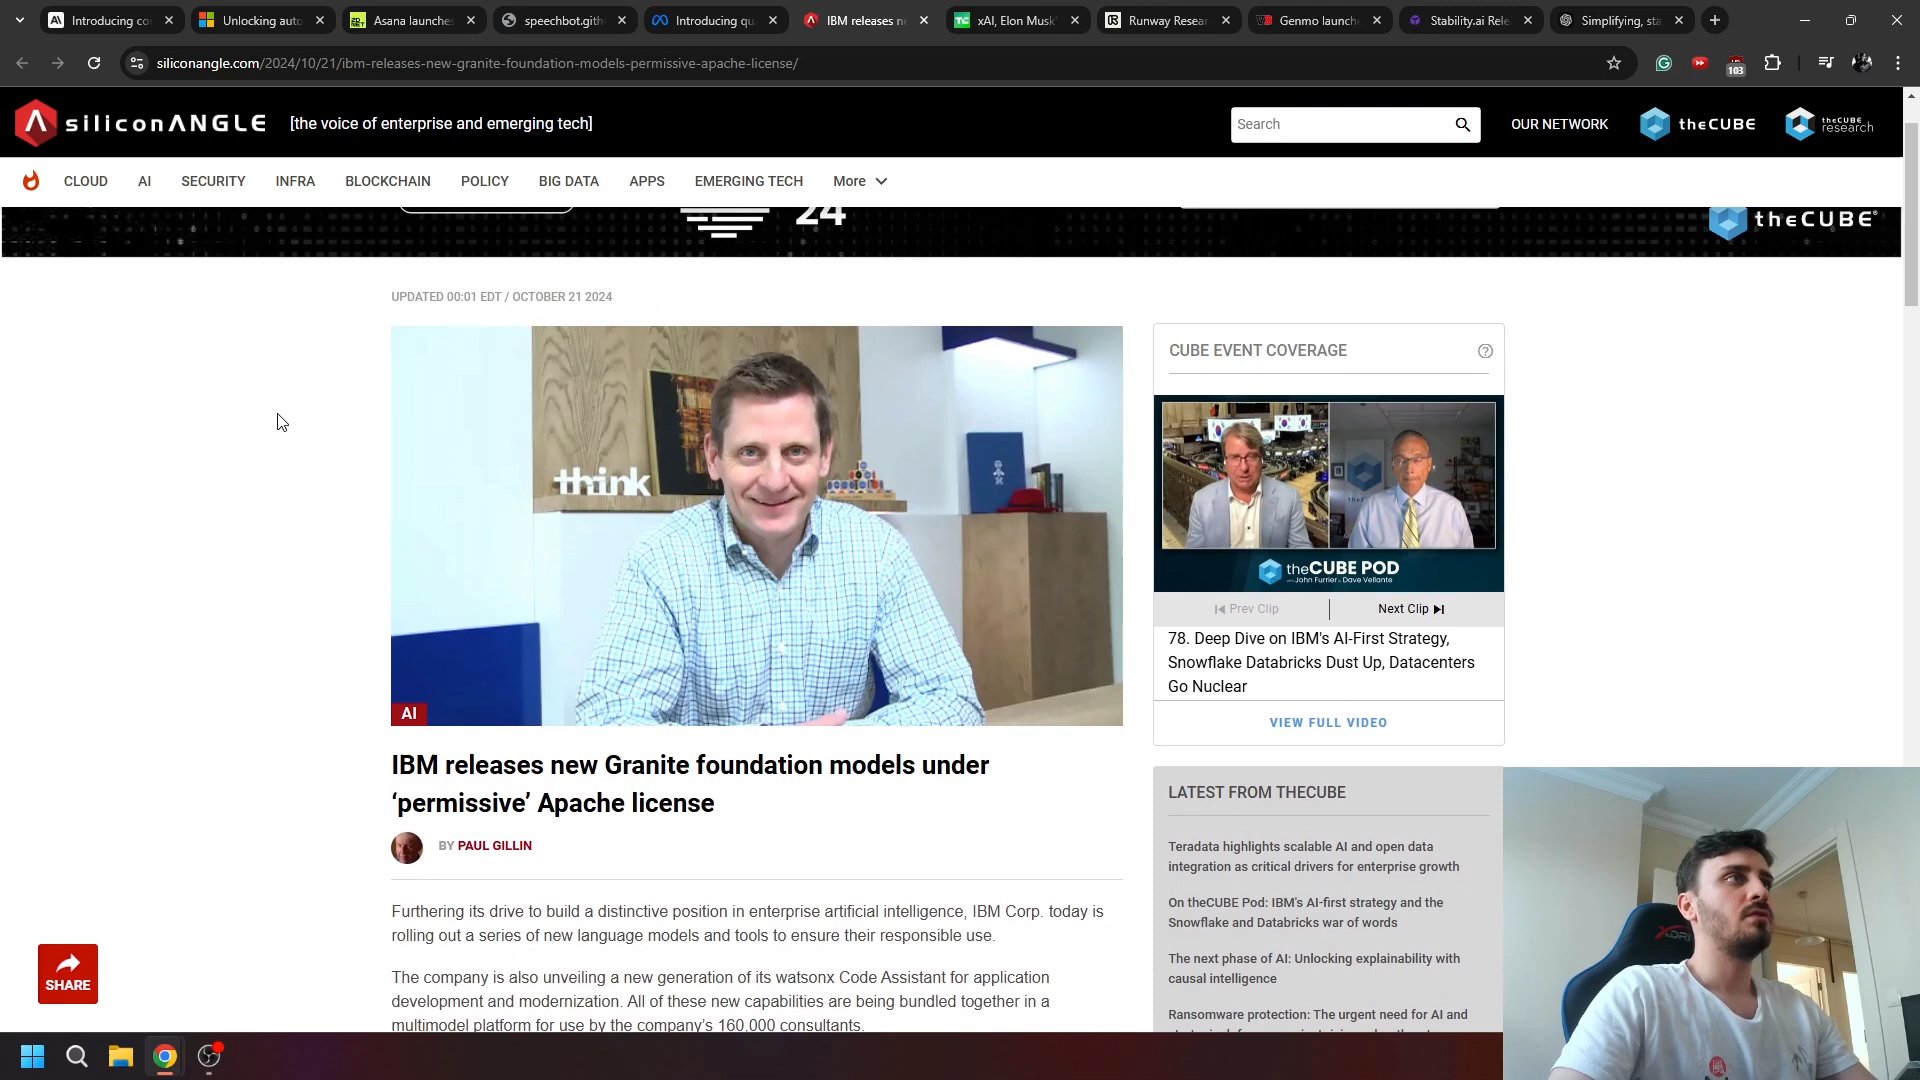 Introducing co
Unlocking auto
Asana launches
speechbot.gith
Introducing qu
IBM releases ne
xAI, Elon Musk'
Runway Resear
Genmo launch
Stability.ai Rele
Simplifying, sta
siliconangle.com/2024/10/21/ibm-releases-new-granite-foundation-models-permissive-apache-license/
103
siliconANGLE
[the voice of enterprise and emerging tech]
Search
OUR NETWORK
theCUBE
theCUBE
research
CLOUD
AI
SECURITY
INFRA
BLOCKCHAIN
POLICY
BIG DATA
APPS
EMERGING TECH
More
24
theCUBE
UPDATED 00:01 EDT / OCTOBER 21 2024
think
AI
IBM releases new Granite foundation models under
‘permissive’ Apache license
BY PAUL GILLIN
Furthering its drive to build a distinctive position in enterprise artificial intelligence, IBM Corp. today is
rolling out a series of new language models and tools to ensure their responsible use.
The company is also unveiling a new generation of its watsonx Code Assistant for application
development and modernization. All of these new capabilities are being bundled together in a
multimodel platform for use by the company’s 160,000 consultants.
SHARE
CUBE EVENT COVERAGE
theCUBE POD
with John Furrier & Dave Vellante
Prev Clip
Next Clip
78. Deep Dive on IBM's AI-First Strategy,
Snowflake Databricks Dust Up, Datacenters
Go Nuclear
VIEW FULL VIDEO
LATEST FROM THECUBE
Teradata highlights scalable AI and open data
integration as critical drivers for enterprise growth
On theCUBE Pod: IBM's AI-first strategy and the
Snowflake and Databricks war of words
The next phase of AI: Unlocking explainability with
causal intelligence
Ransomware protection: The urgent need for AI and